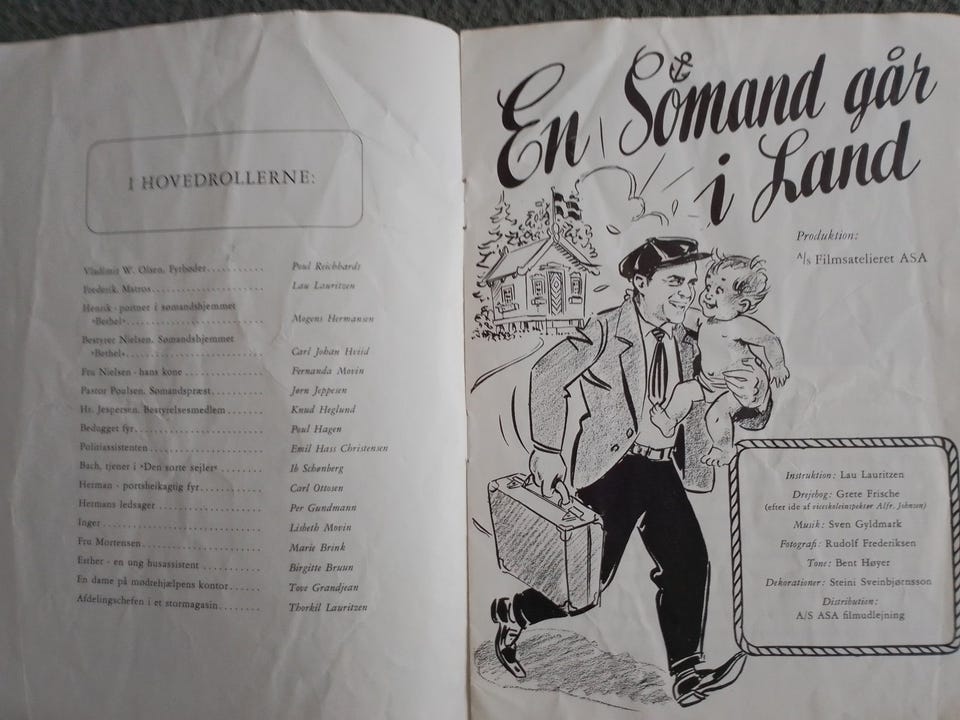 I HOVEDROLLERNE:
Vladimir W. Olsen. Fyrbøder........... Poul Reichhardt
Frederik. Matros.................... Lau Lauritzen
Henrik - portner i sømandshjemmet
»Bethel«......................... Mogens Hermansen
Bestyrer Nielsen. Sømandshjemmet
»Bethel«......................... Carl Johan Hviid
Fru Nielsen - hans kone .............. Fernanda Movin
Pastor Poulsen. Sømandspræst.......... Jørn Jeppesen
Hr. Jespersen. Bestyrelsesmedlem....... Knud Heglund
Bedugget fyr........................ Poul Hagen
Politiassistenten..................... Emil Hass Christensen
Bach, tjener i »Den sorte sejler« ........ Ib Schønberg
Herman - portsheikagtig fyr............ Carl Ottosen
Hermans ledsager .................... Per Gundmann
Inger ............................. Lisbeth Movin
Fru Mortensen...................... Marie Brink
Esther - en ung husassistent ........... Birgitte Bruun
En dame på mødrehjælpens kontor....... Tove Grandjean
Afdelingschefen i et stormagasin........ Thorkil Lauritzen
En Sømand går
i Land
Produktion:
A/s Filmsatelieret ASA
Instruktion: Lau Lauritzen
Drejebog: Grete Frische
(efter ide af viceskoleinspektør Alfr. Johnsen)
Musik: Sven Gyldmark
Fotografi: Rudolf Frederiksen
Tone: Bent Høyer
Dekorationer: Steini Sveinbjørnsson
Distribution:
A/S ASA filmudlejning